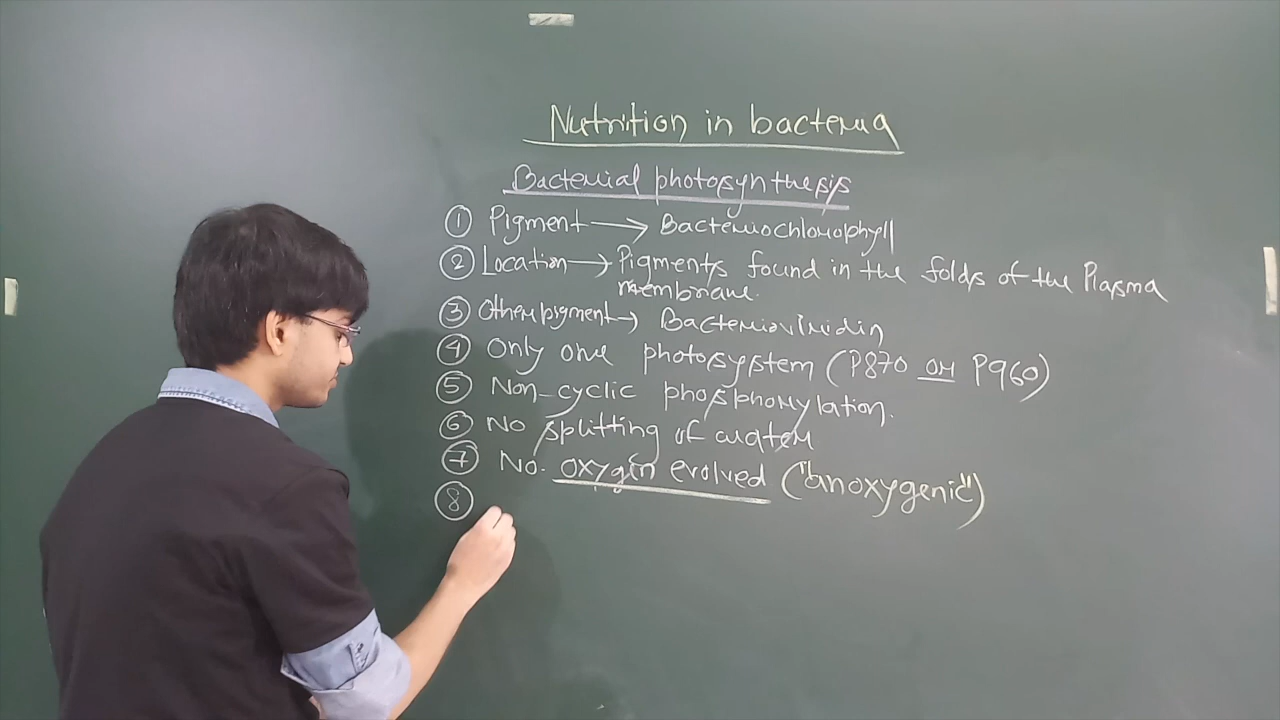 Nutrition in bacteria
Bacterial photosynthesis
① Pigment → Bacteriochlorophyll
② Location → Pigments found in the folds of the Plasma
membrane.
③ Other pigment → Bacterioviridin
④ Only one photosystem (P870 or P960)
⑤ Non-cyclic phosphorylation.
⑥ No splitting of water
⑦ No. oxygin evolved ("anoxygenic")
⑧